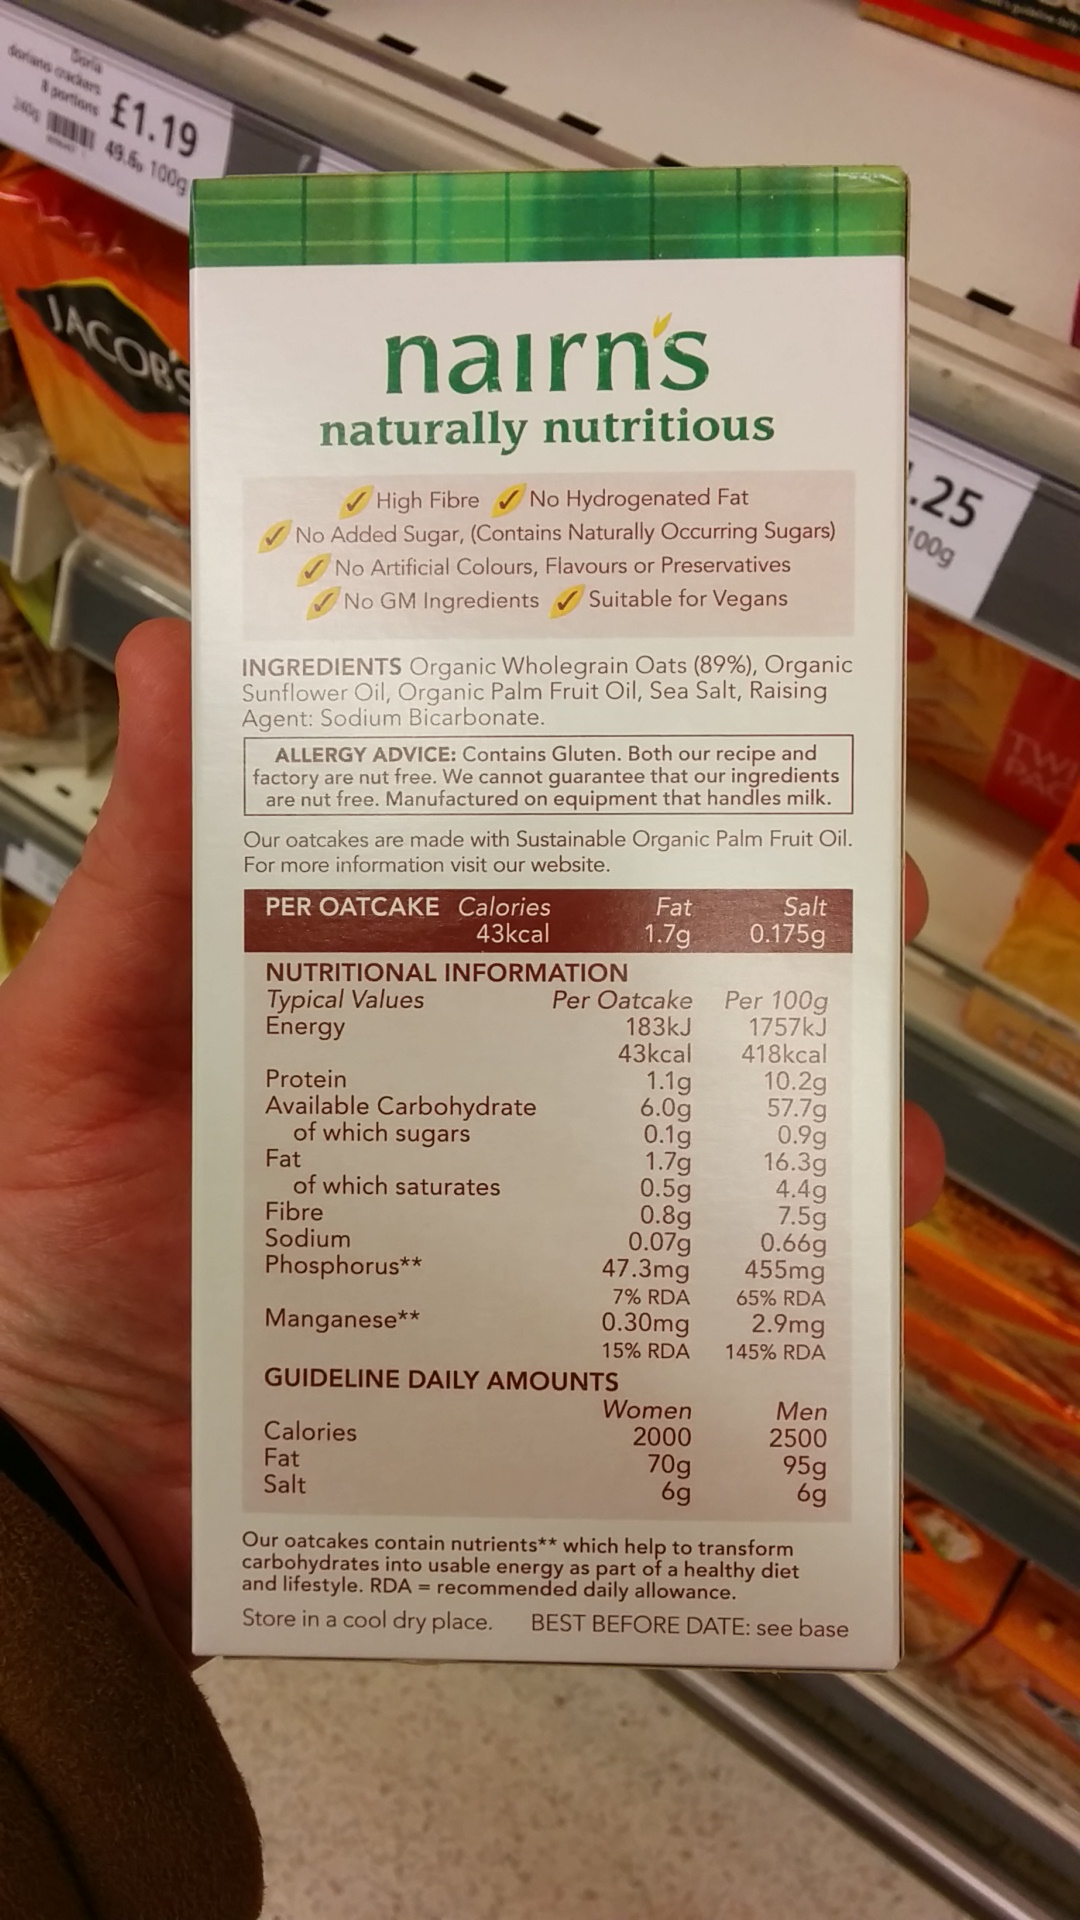 Doria
doriano crackers
8 portions
240g
£1.19
49.6p 100g
JACOB'S
.25
100g
TWI
PAC
nairn's
naturally nutritious
High Fibre No Hydrogenated Fat
No Added Sugar, (Contains Naturally Occurring Sugars)
No Artificial Colours, Flavours or Preservatives
No GM Ingredients Suitable for Vegans
INGREDIENTS Organic Wholegrain Oats (89%), Organic
Sunflower Oil, Organic Palm Fruit Oil, Sea Salt, Raising
Agent: Sodium Bicarbonate.
ALLERGY ADVICE: Contains Gluten. Both our recipe and
factory are nut free. We cannot guarantee that our ingredients
are nut free. Manufactured on equipment that handles milk.
Our oatcakes are made with Sustainable Organic Palm Fruit Oil.
For more information visit our website.
PER OATCAKE Calories Fat Salt
43kcal 1.7g 0.175g
NUTRITIONAL INFORMATION
Typical Values Per Oatcake Per 100g
Energy 183kJ 1757kJ
43kcal 418kcal
Protein 1.1g 10.2g
Available Carbohydrate 6.0g 57.7g
of which sugars 0.1g 0.9g
Fat 1.7g 16.3g
of which saturates 0.5g 4.4g
Fibre 0.8g 7.5g
Sodium 0.07g 0.66g
Phosphorus** 47.3mg 455mg
7% RDA 65% RDA
Manganese** 0.30mg 2.9mg
15% RDA 145% RDA
GUIDELINE DAILY AMOUNTS
Women Men
Calories 2000 2500
Fat 70g 95g
Salt 6g 6g
Our oatcakes contain nutrients** which help to transform
carbohydrates into usable energy as part of a healthy diet
and lifestyle. RDA = recommended daily allowance.
Store in a cool dry place. BEST BEFORE DATE: see base